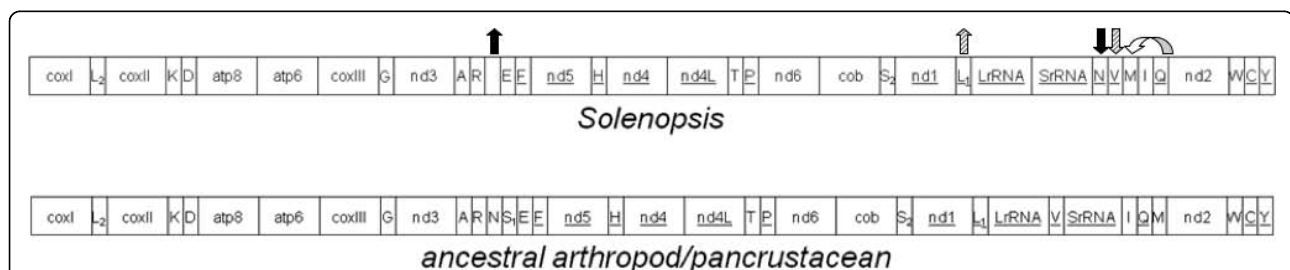 coxI L2 coxII K D atp8 atp6 coxIII G nd3 A R E F nd5 H nd4 nd4L T P nd6 cob S2 nd1 L1 LrRNA SrRNA N V M I Q nd2 W C Y
Solenopsis
coxI L2 coxII K D atp8 atp6 coxIII G nd3 A R N S1 E F nd5 H nd4 nd4L T P nd6 cob S2 nd1 L1 LrRNA V SrRNA I Q M nd2 W C Y
ancestral arthropod/pancrustacean